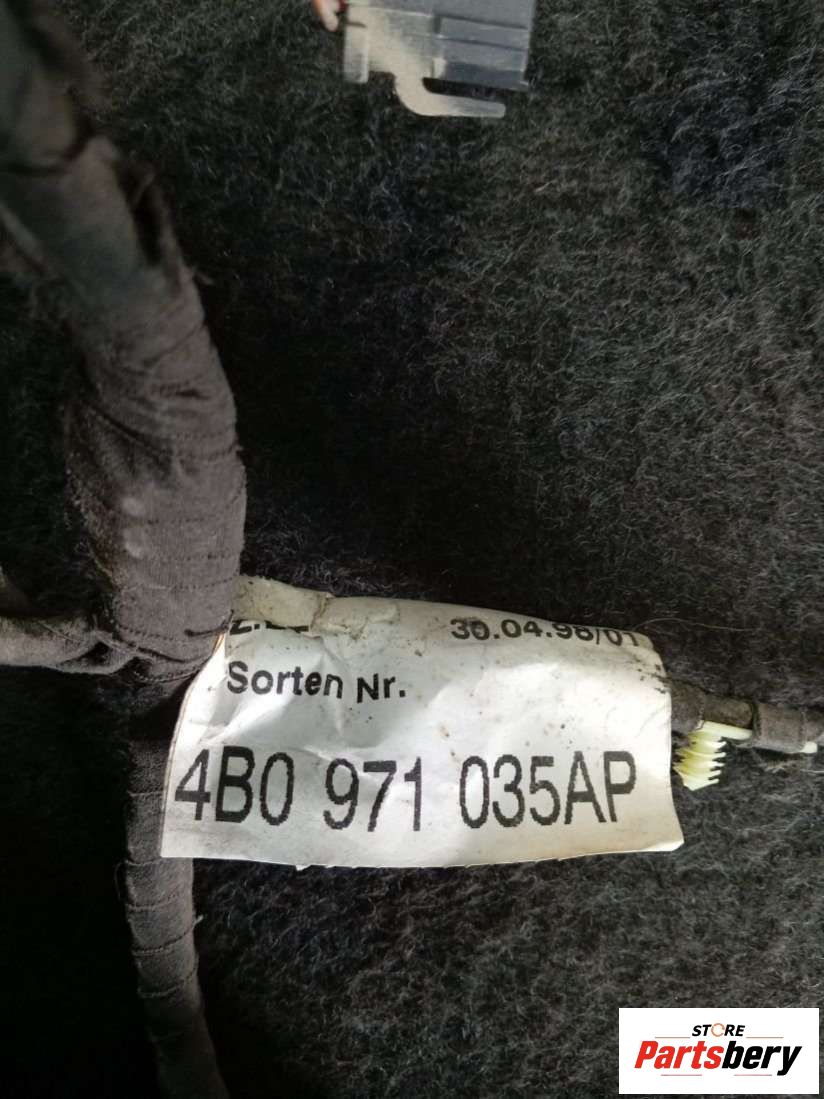 30.04.98/01
Sorten Nr.
4B0 971 035AP
STORE
Partsbery